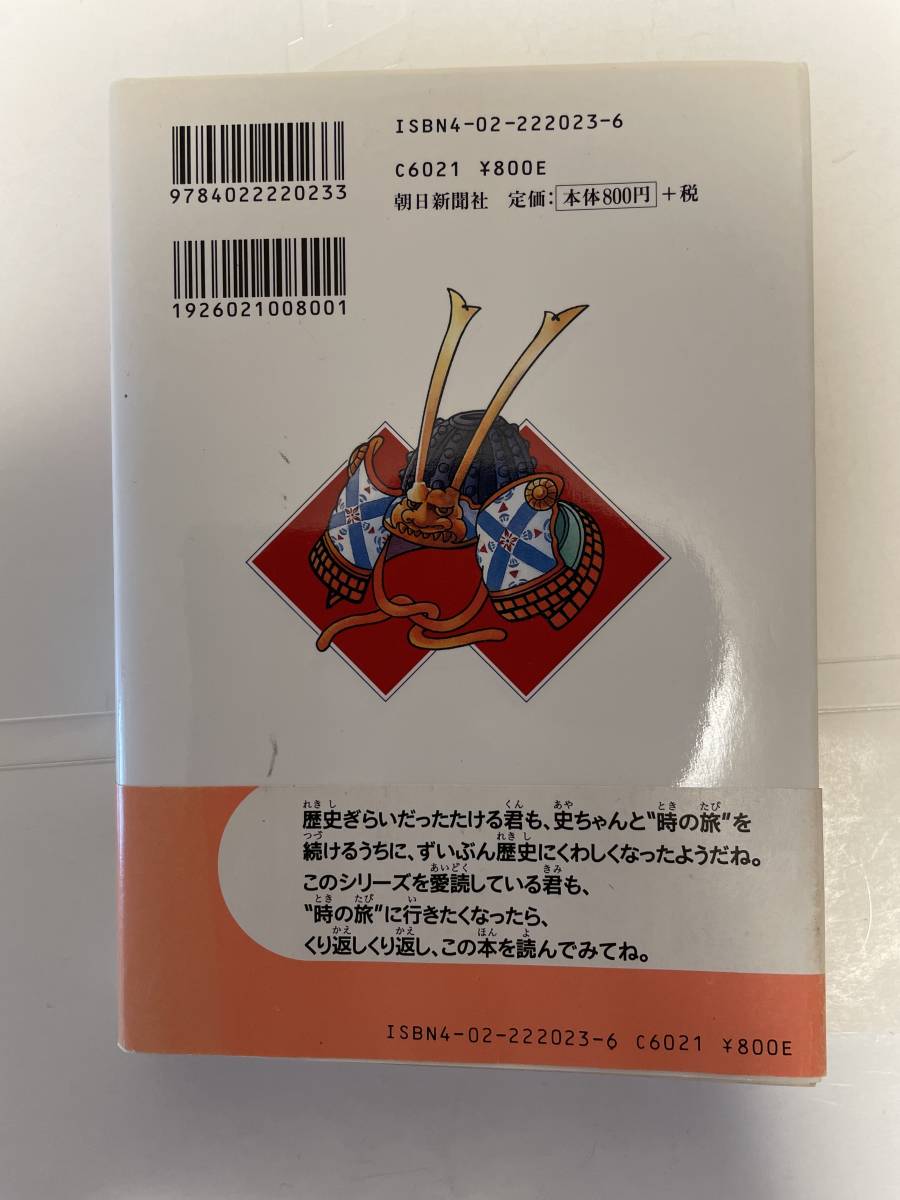 ISBN4-02-222023-6
9784022220233
C6021 ¥800E
朝日新聞社 定価:本体800円+税
1926021008001
歴史ぎらいだったたける君も、史ちゃんと“時の旅”を
続けるうちに、ずいぶん歴史にくわしくなったようだね。
このシリーズを愛読している君も、
“時の旅”に行きたくなったら、
くり返しくり返し、この本を読んでみてね。
ISBN4-02-222023-6 C6021 ¥800E